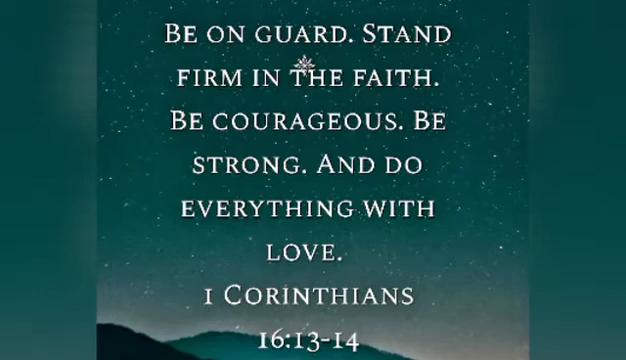 Be on guard. Stand
firm in the faith.
Be courageous. Be
strong. And do
everything with
love.
1 Corinthians
16:13-14